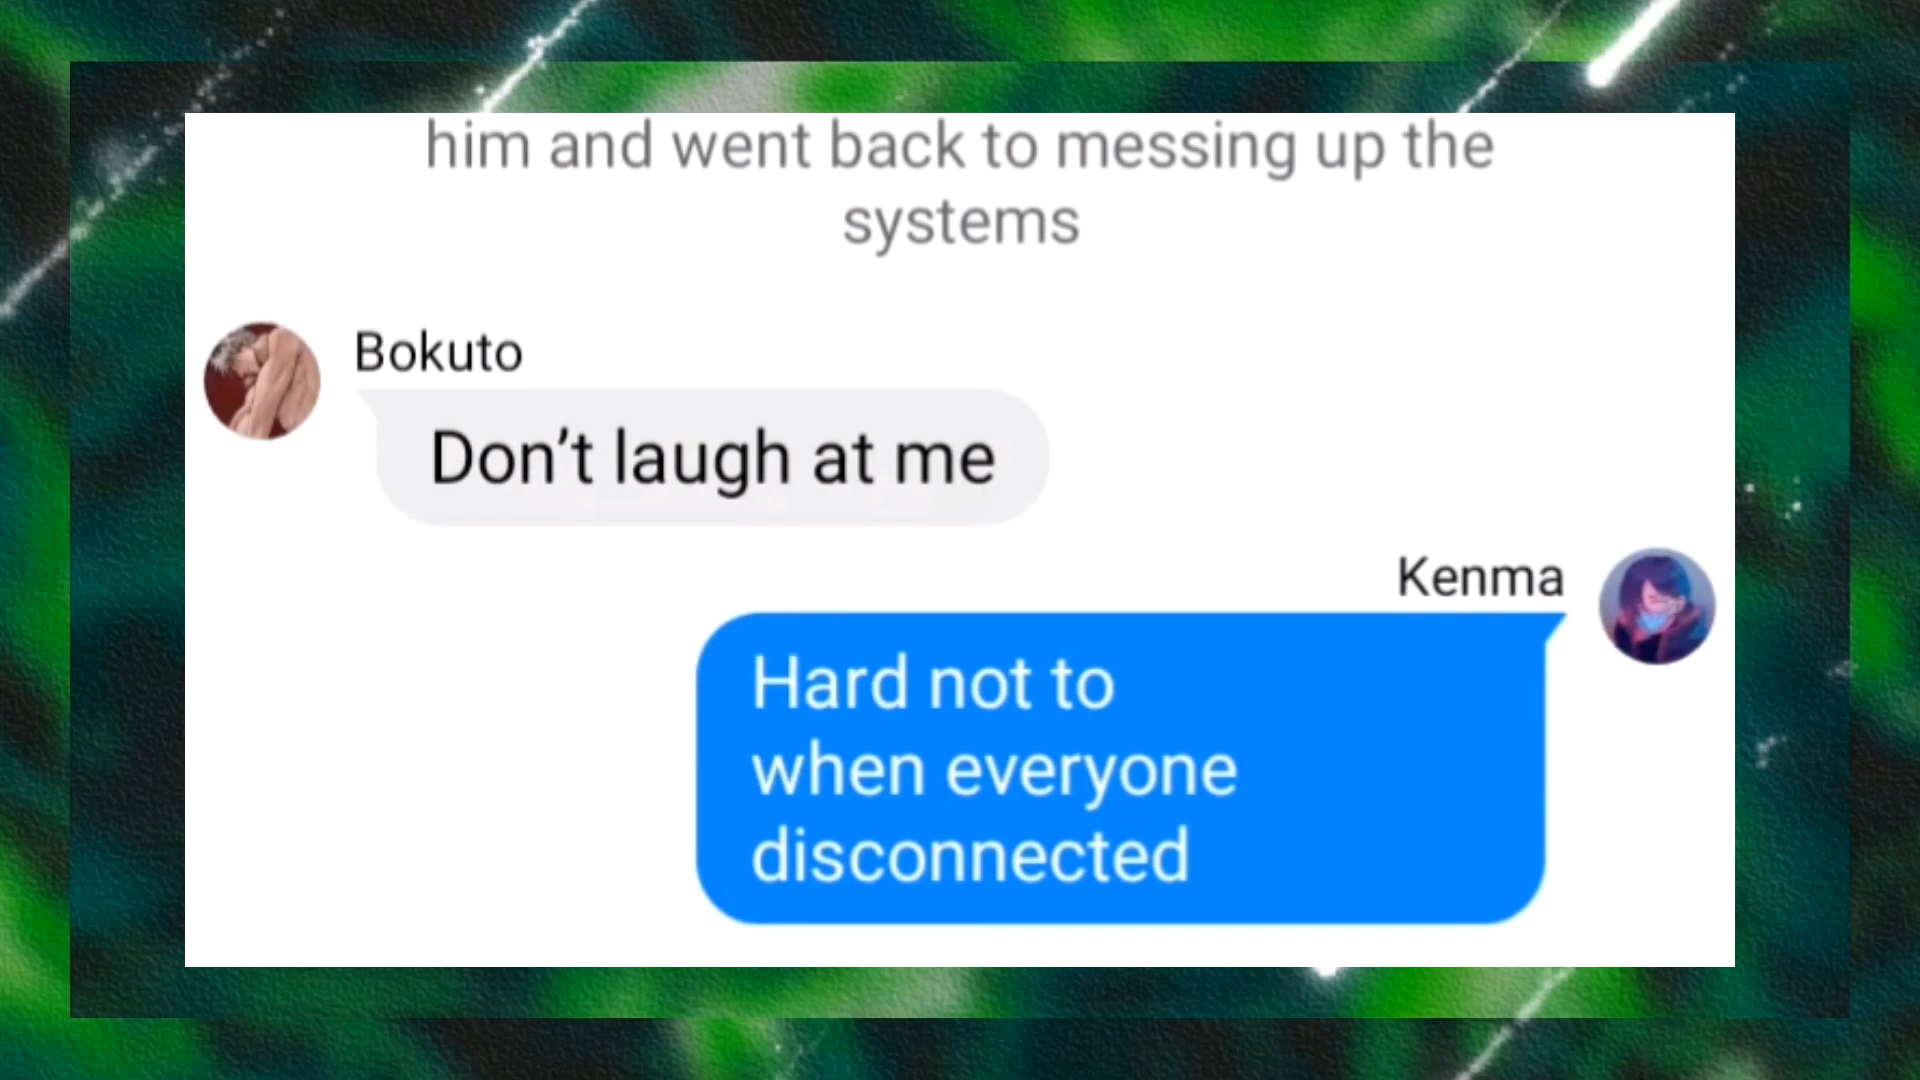 him and went back to messing up the
systems
Bokuto
Don’t laugh at me
Kenma
Hard not to
when everyone
disconnected